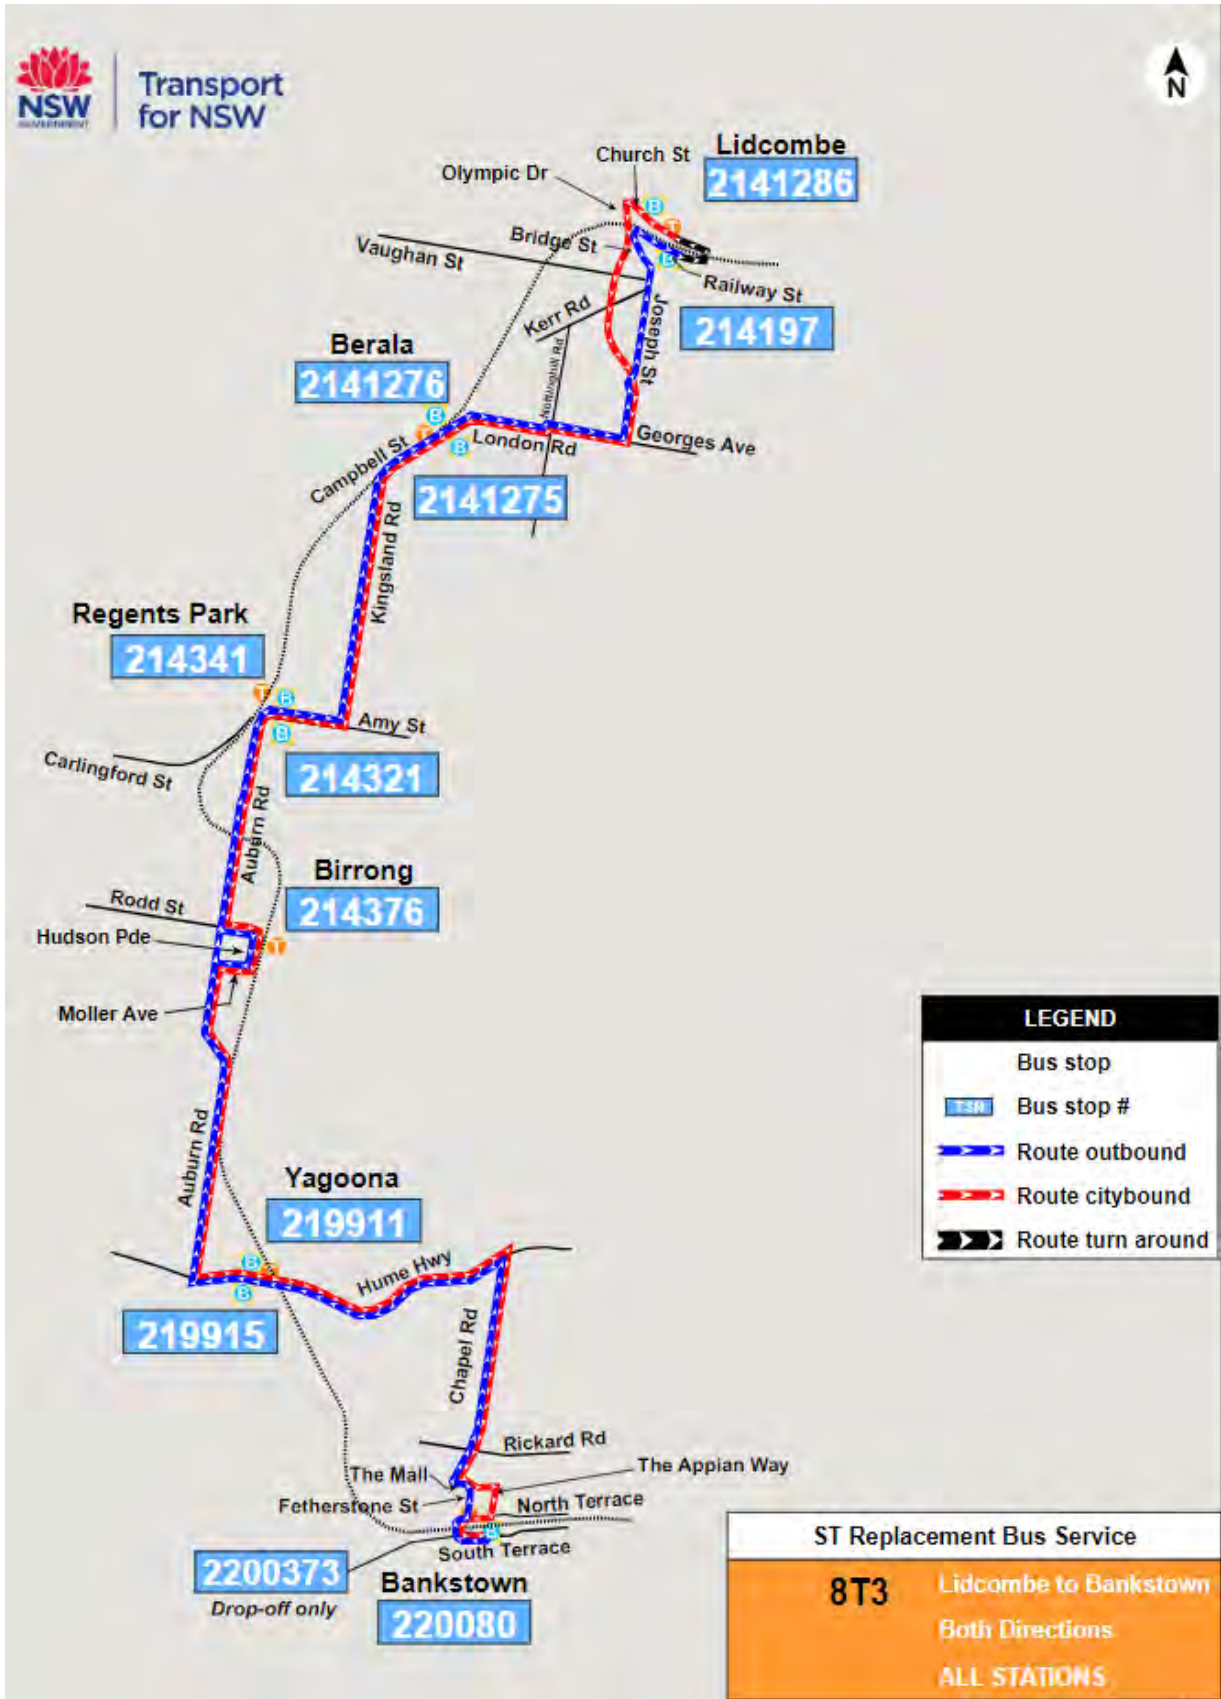 NSW
GOVERNMENT
Transport
for NSW
N
Lidcombe
2141286
Church St
Olympic Dr
B
T
Bridge St
Vaughan St
B
Railway St
214197
Kerr Rd
Joseph St
Nottinghill Rd
Berala
2141276
B
T
B
Georges Ave
London Rd
Campbell St
2141275
Kingsland Rd
Regents Park
214341
T
B
B
Amy St
Carlingford St
214321
Auburn Rd
Birrong
214376
Rodd St
Hudson Pde
T
Moller Ave
LEGEND
Bus stop
TSN Bus stop #
Route outbound
Route citybound
Route turn around
Auburn Rd
Yagoona
219911
B
B
Hume Hwy
219915
Chapel Rd
Rickard Rd
The Mall
The Appian Way
Fetherstone St
North Terrace
B
South Terrace
2200373
Drop-off only
Bankstown
220080
ST Replacement Bus Service
8T3
Lidcombe to Bankstown
Both Directions
ALL STATIONS